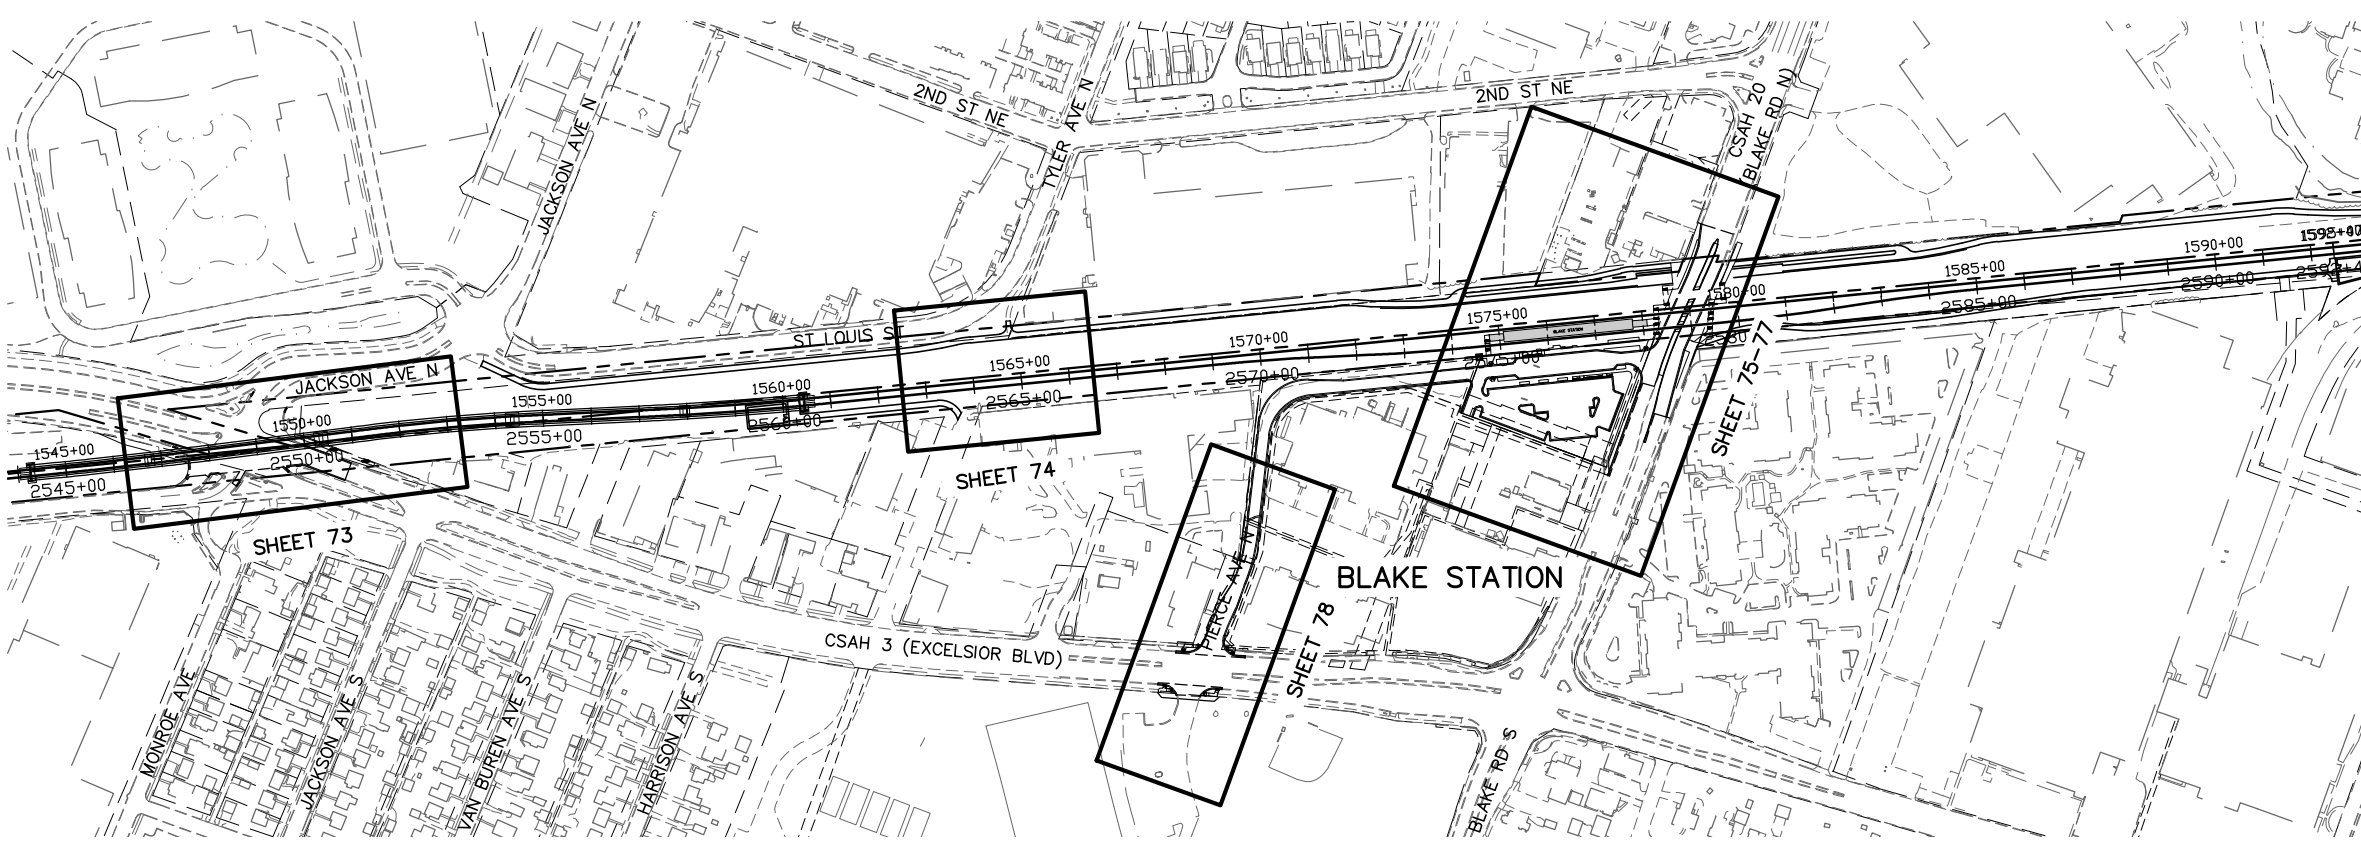 2ND ST NE
2ND ST NE
TYLER AVE N
JACKSON AVE N
CSAH 20
(BLAKE RD N)
ST LOUIS ST
JACKSON AVE N
1545+00
1550+00
1555+00
1560+00
1565+00
1570+00
1575+00
1580+00
1585+00
1590+00
2545+00
2550+00
2555+00
2560+00
2565+00
2570+00
2575+00
2580
2585+00
2590+00
BLAKE STATION
SHEET 73
SHEET 74
SHEET 75-77
SHEET 78
BLAKE STATION
PIERCE AVE N
CSAH 3 (EXCELSIOR BLVD)
MONROE AVE
JACKSON AVE S
VAN BUREN AVE S
HARRISON AVE S
BLAKE RD S